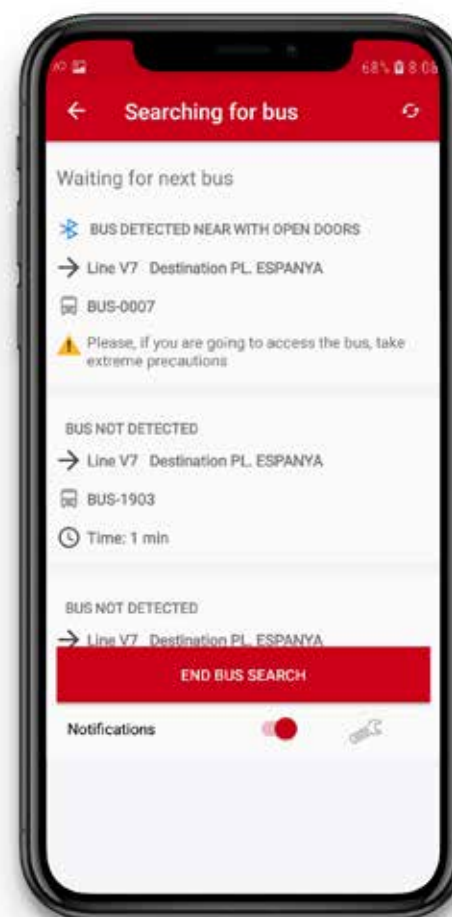 68% 8:08
Searching for bus
Waiting for next bus
BUS DETECTED NEAR WITH OPEN DOORS
Line V7 Destination PL. ESPANYA
BUS-0007
Please, if you are going to access the bus, take
extreme precautions
BUS NOT DETECTED
Line V7 Destination PL. ESPANYA
BUS-1903
Time: 1 min
BUS NOT DETECTED
Line V7 Destination PL. ESPANYA
END BUS SEARCH
Notifications